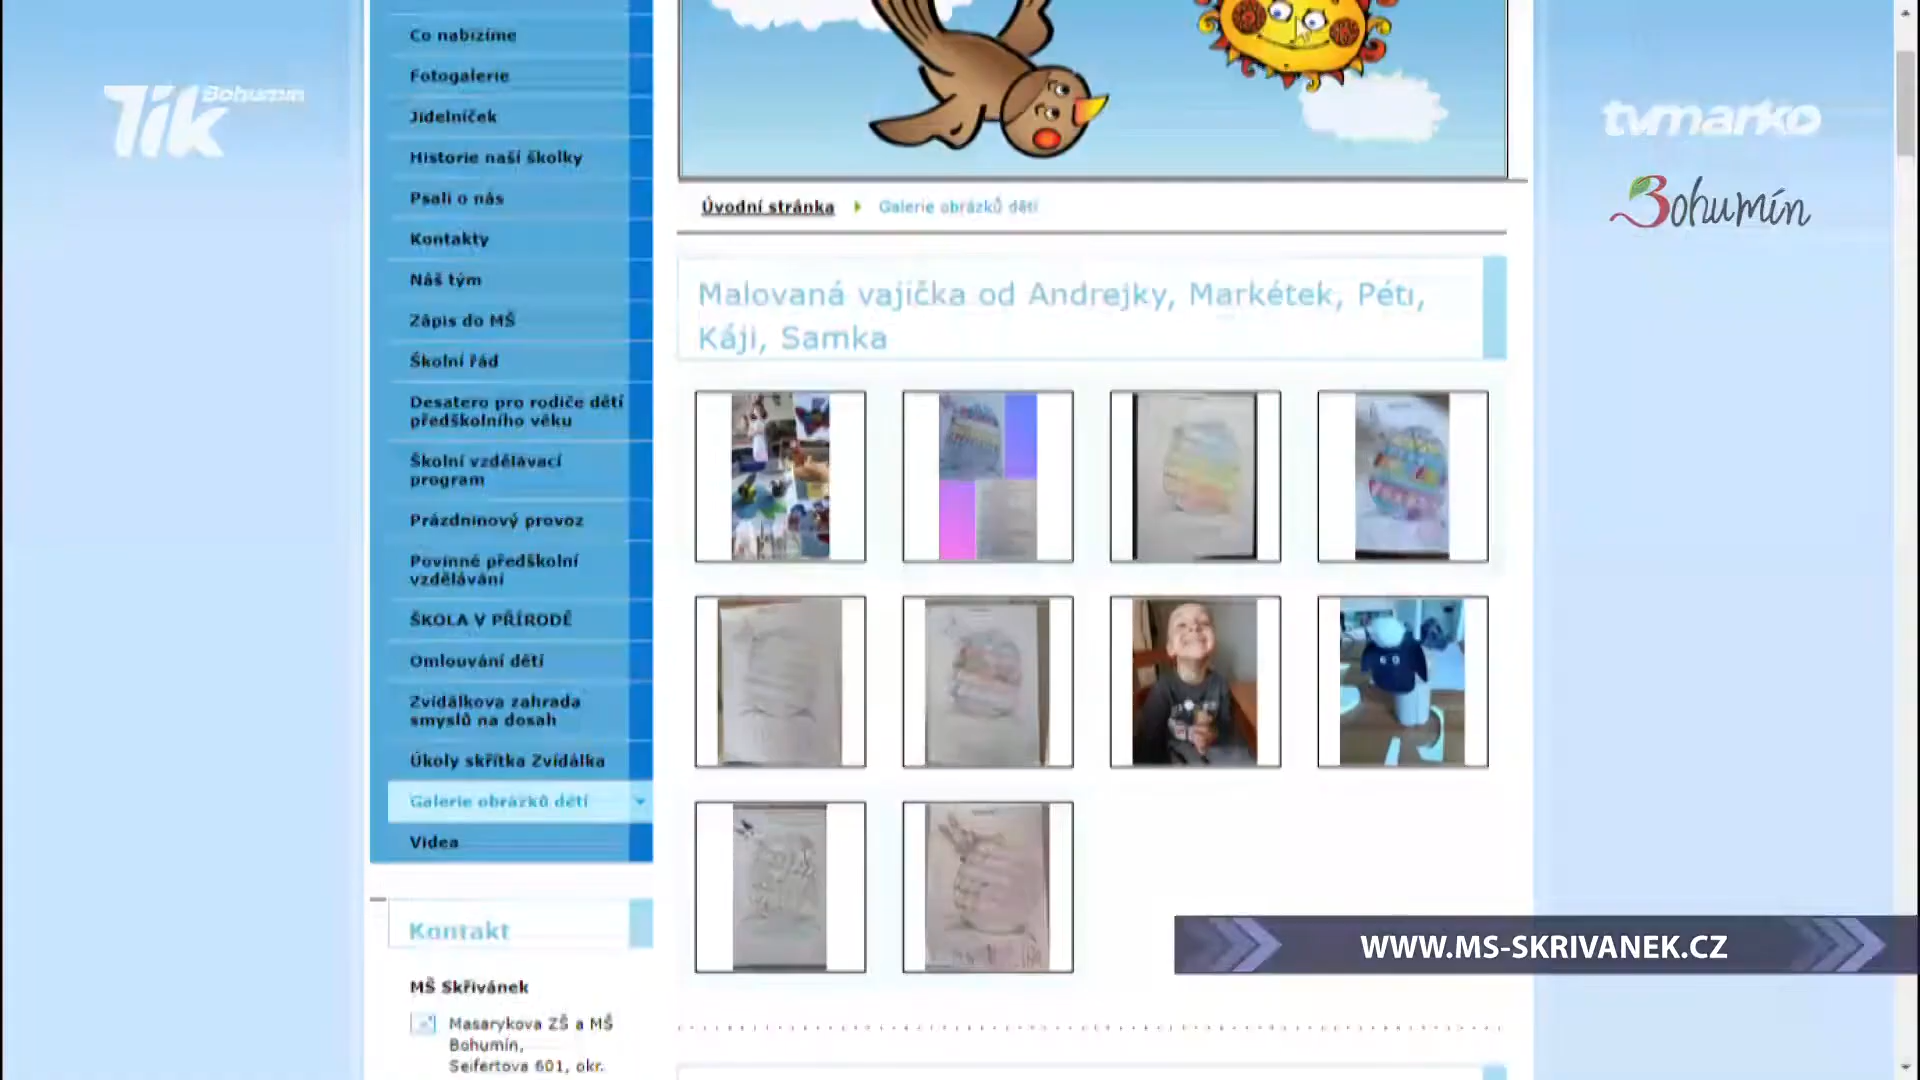 Tik Bohumín
tvmarko
Bohumín
Co nabízíme
Fotogalerie
Jídelníček
Historie naší školky
Psali o nás
Kontakty
Náš tým
Zápis do MŠ
Školní řád
Desatero pro rodiče dětí
předškolního věku
Školní vzdělávací
program
Prázdninový provoz
Povinné předškolní
vzdělávání
ŠKOLA V PŘÍRODĚ
Omlouvání dětí
Zvídálkova zahrada
smyslů na dosah
Úkoly skřítka Zvídálka
Galerie obrázků dětí
Videa
Kontakt
MŠ Skřivánek
Masarykova ZŠ a MŠ
Bohumín,
Seifertova 601, okr.
Úvodní stránka
Galerie obrázků dětí
Malovaná vajíčka od Andrejky, Markétek, Péti,
Káji, Samka
WWW.MS-SKRIVANEK.CZ